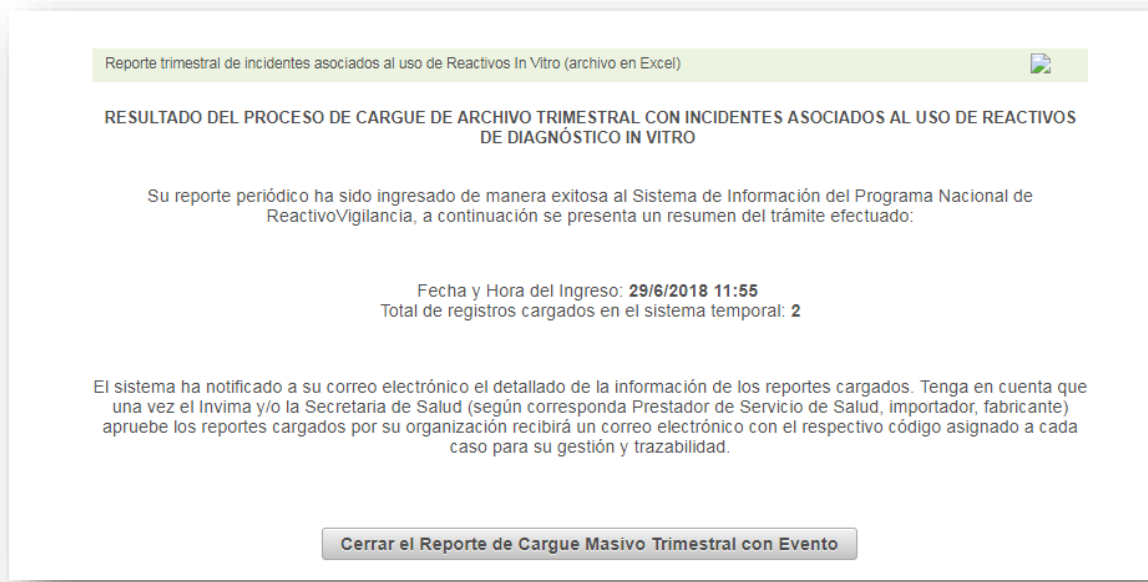 Reporte trimestral de incidentes asociados al uso de Reactivos In Vitro (archivo en Excel)
RESULTADO DEL PROCESO DE CARGUE DE ARCHIVO TRIMESTRAL CON INCIDENTES ASOCIADOS AL USO DE REACTIVOS
DE DIAGNÓSTICO IN VITRO
Su reporte periódico ha sido ingresado de manera exitosa al Sistema de Información del Programa Nacional de
ReactivoVigilancia, a continuación se presenta un resumen del trámite efectuado:
Fecha y Hora del Ingreso: 29/6/2018 11:55
Total de registros cargados en el sistema temporal: 2
El sistema ha notificado a su correo electrónico el detallado de la información de los reportes cargados. Tenga en cuenta que
una vez el Invima y/o la Secretaria de Salud (según corresponda Prestador de Servicio de Salud, importador, fabricante)
apruebe los reportes cargados por su organización recibirá un correo electrónico con el respectivo código asignado a cada
caso para su gestión y trazabilidad.
Cerrar el Reporte de Cargue Masivo Trimestral con Evento